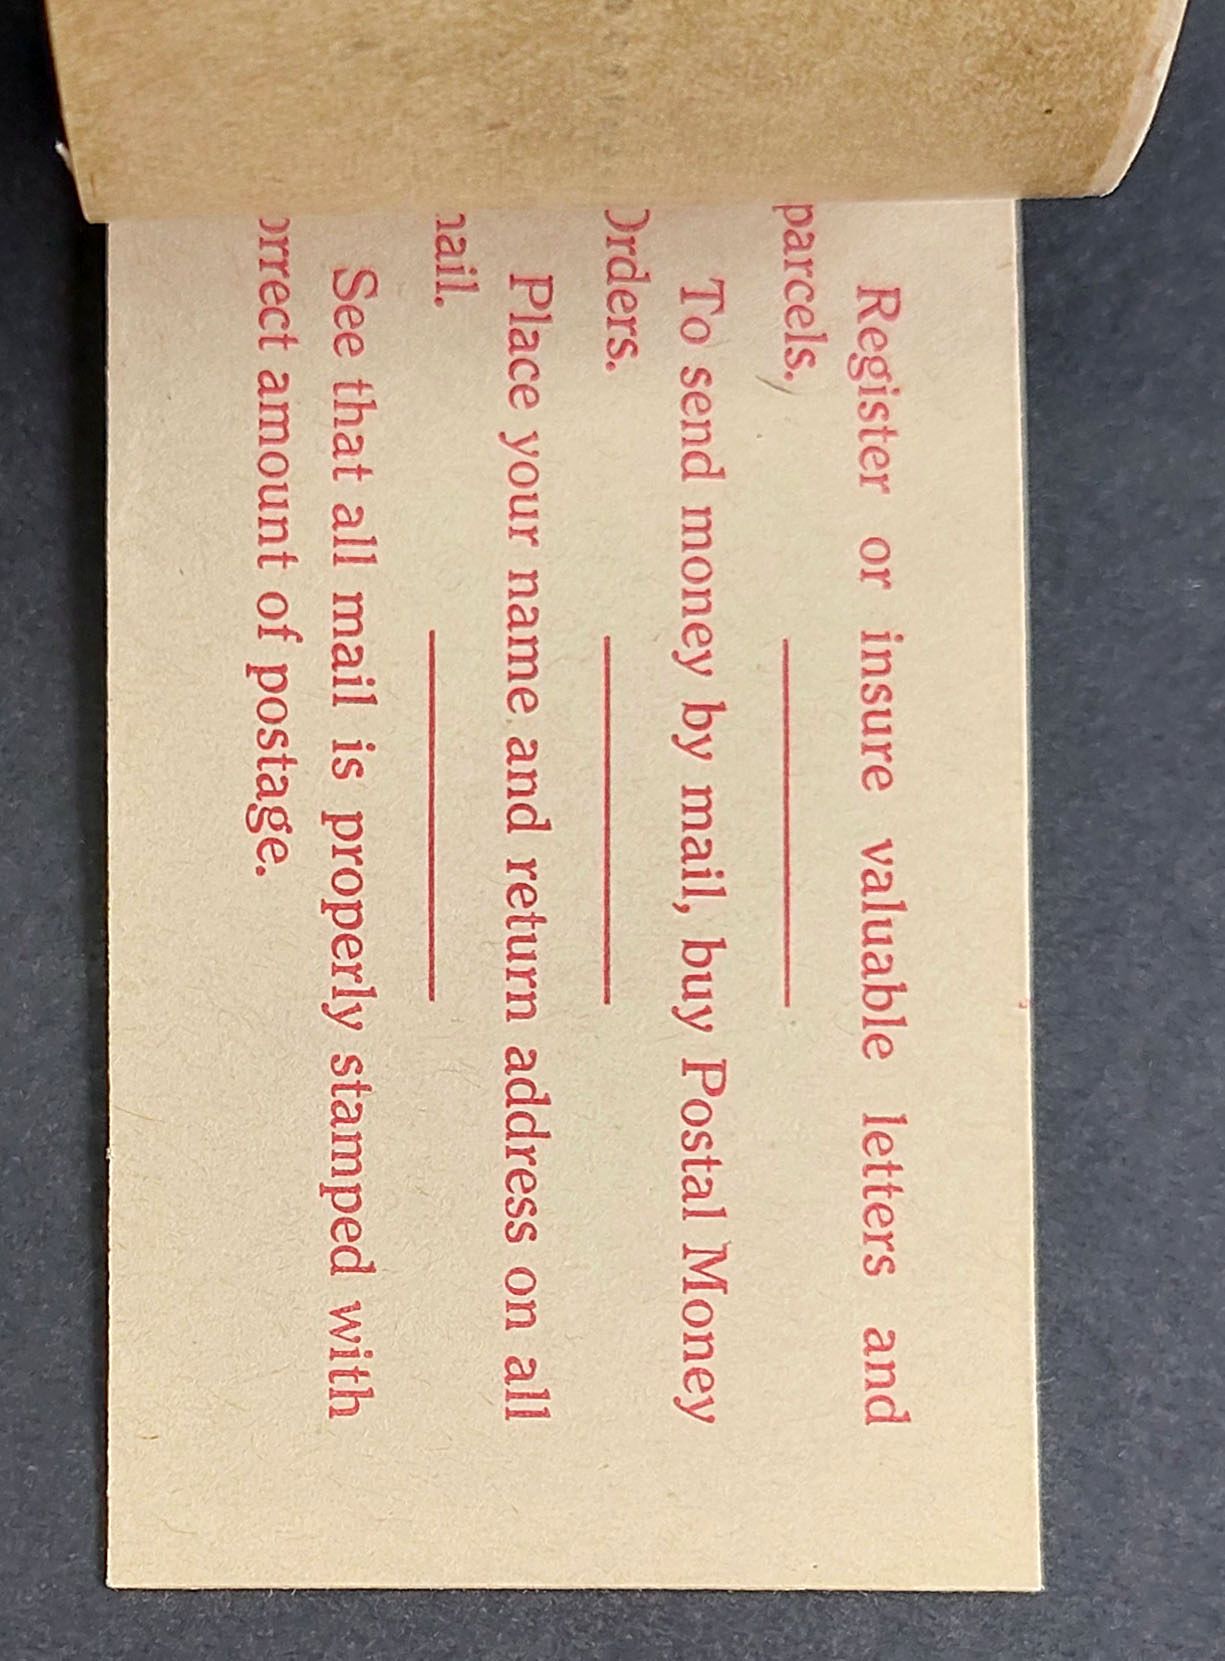 Register or insure valuable letters and
parcels.
To send money by mail, buy Postal Money
Orders.
Place your name and return address on all
mail.
See that all mail is properly stamped with
correct amount of postage.